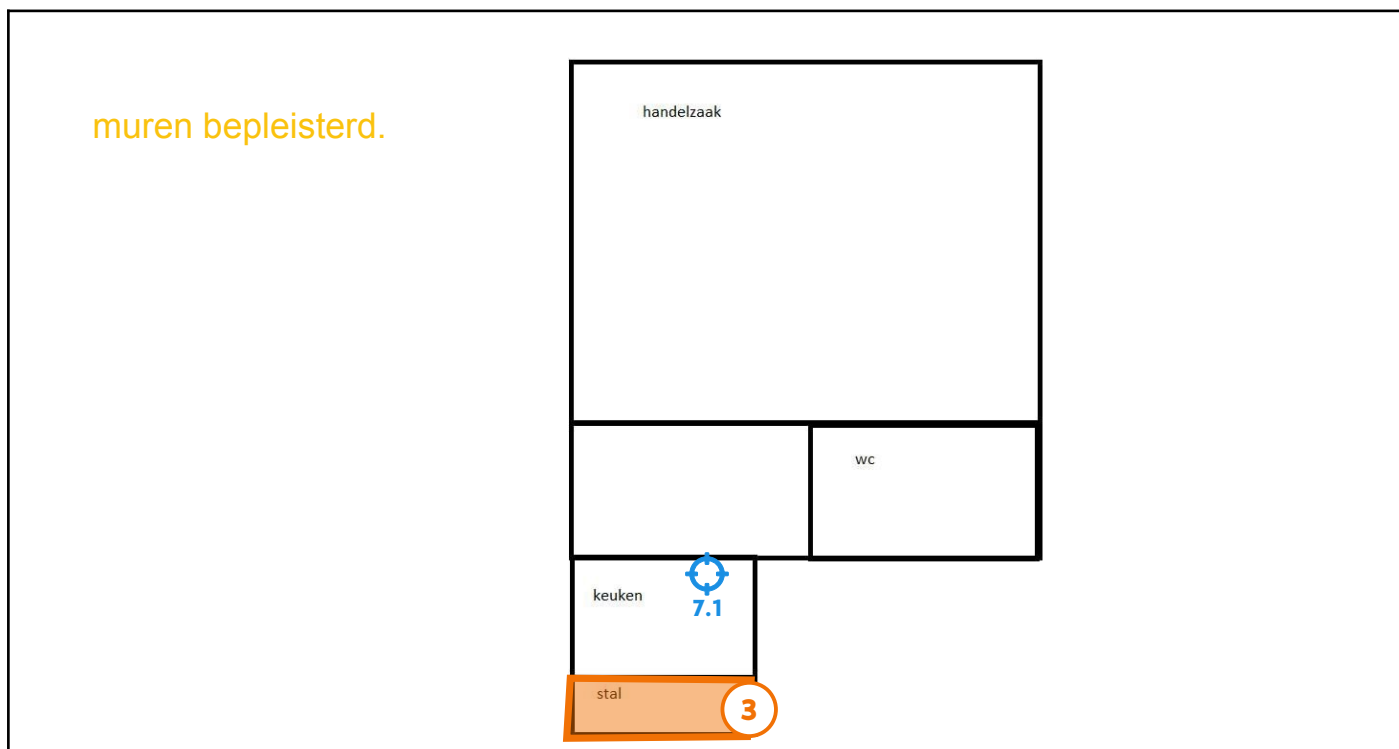 handelzaak
muren bepleisterd.
wc
keuken
7.1
stal
3